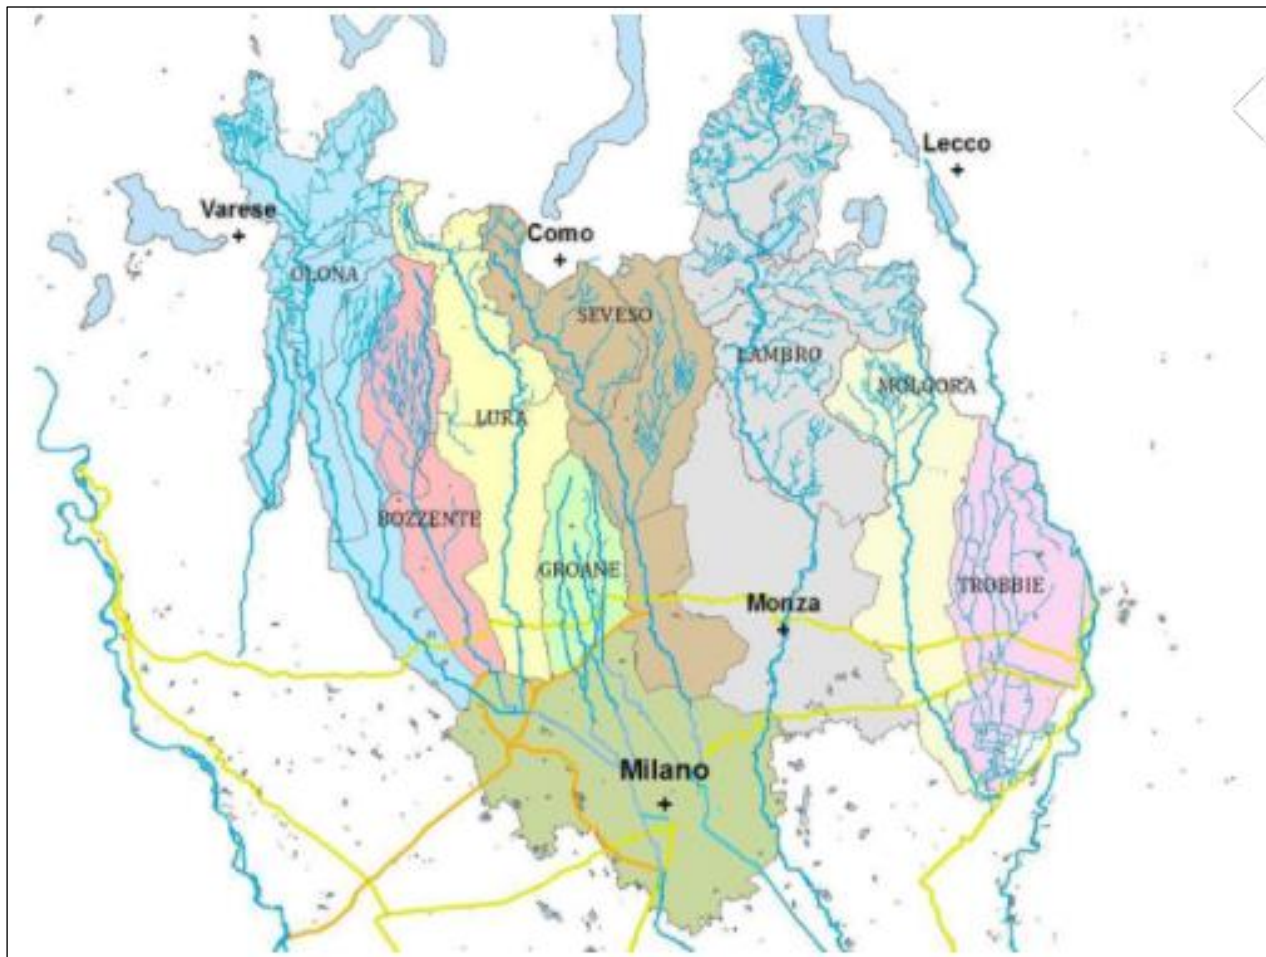 Lecco
Varese
Como
OLONA
SEVESO
LAMBRO
MOLGORA
LURA
BOZZENTE
GROANE
TROBBIE
Monza
Milano